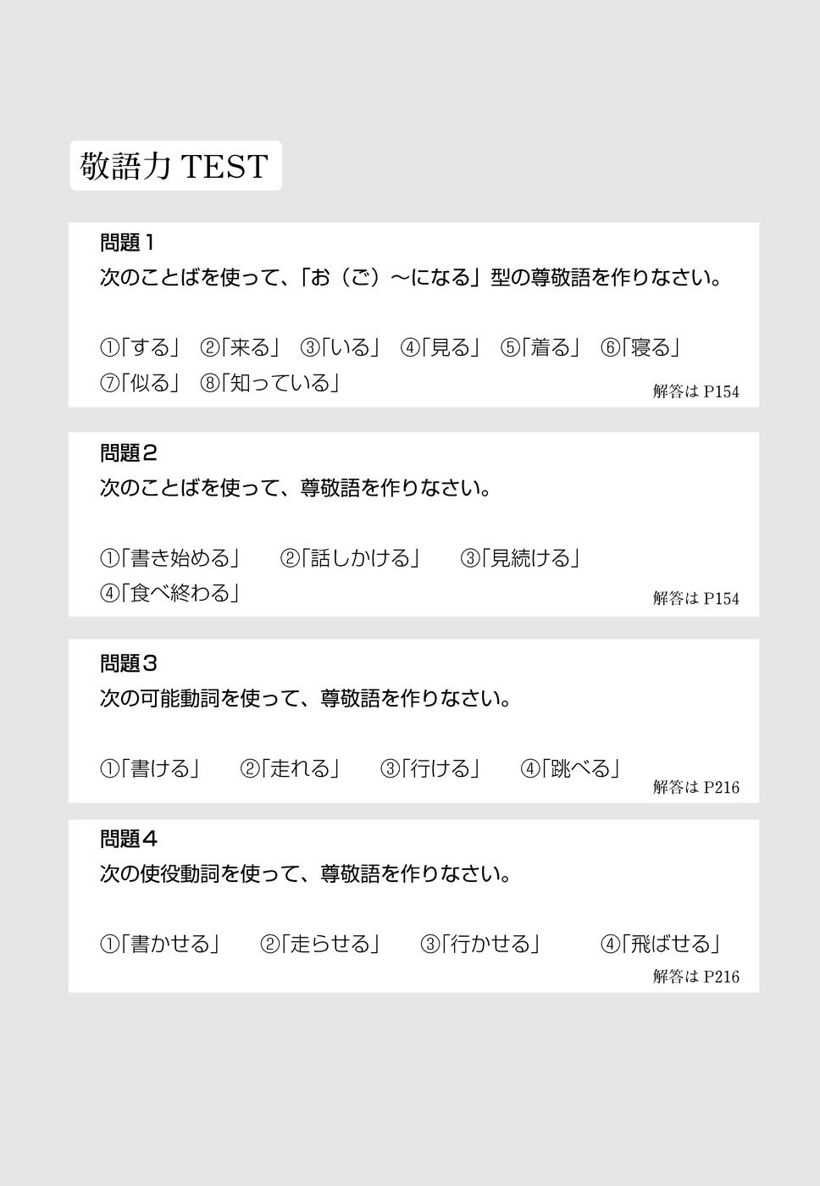 敬語力 TEST
問題1
次のことばを使って、「お（ご）〜になる」型の尊敬語を作りなさい。
①「する」 ②「来る」 ③「いる」 ④「見る」 ⑤「着る」 ⑥「寝る」
⑦「似る」 ⑧「知っている」
解答は P154
問題2
次のことばを使って、尊敬語を作りなさい。
①「書き始める」 ②「話しかける」 ③「見続ける」
④「食べ終わる」
解答は P154
問題3
次の可能動詞を使って、尊敬語を作りなさい。
①「書ける」 ②「走れる」 ③「行ける」 ④「跳べる」
解答は P216
問題4
次の使役動詞を使って、尊敬語を作りなさい。
①「書かせる」 ②「走らせる」 ③「行かせる」 ④「飛ばせる」
解答は P216